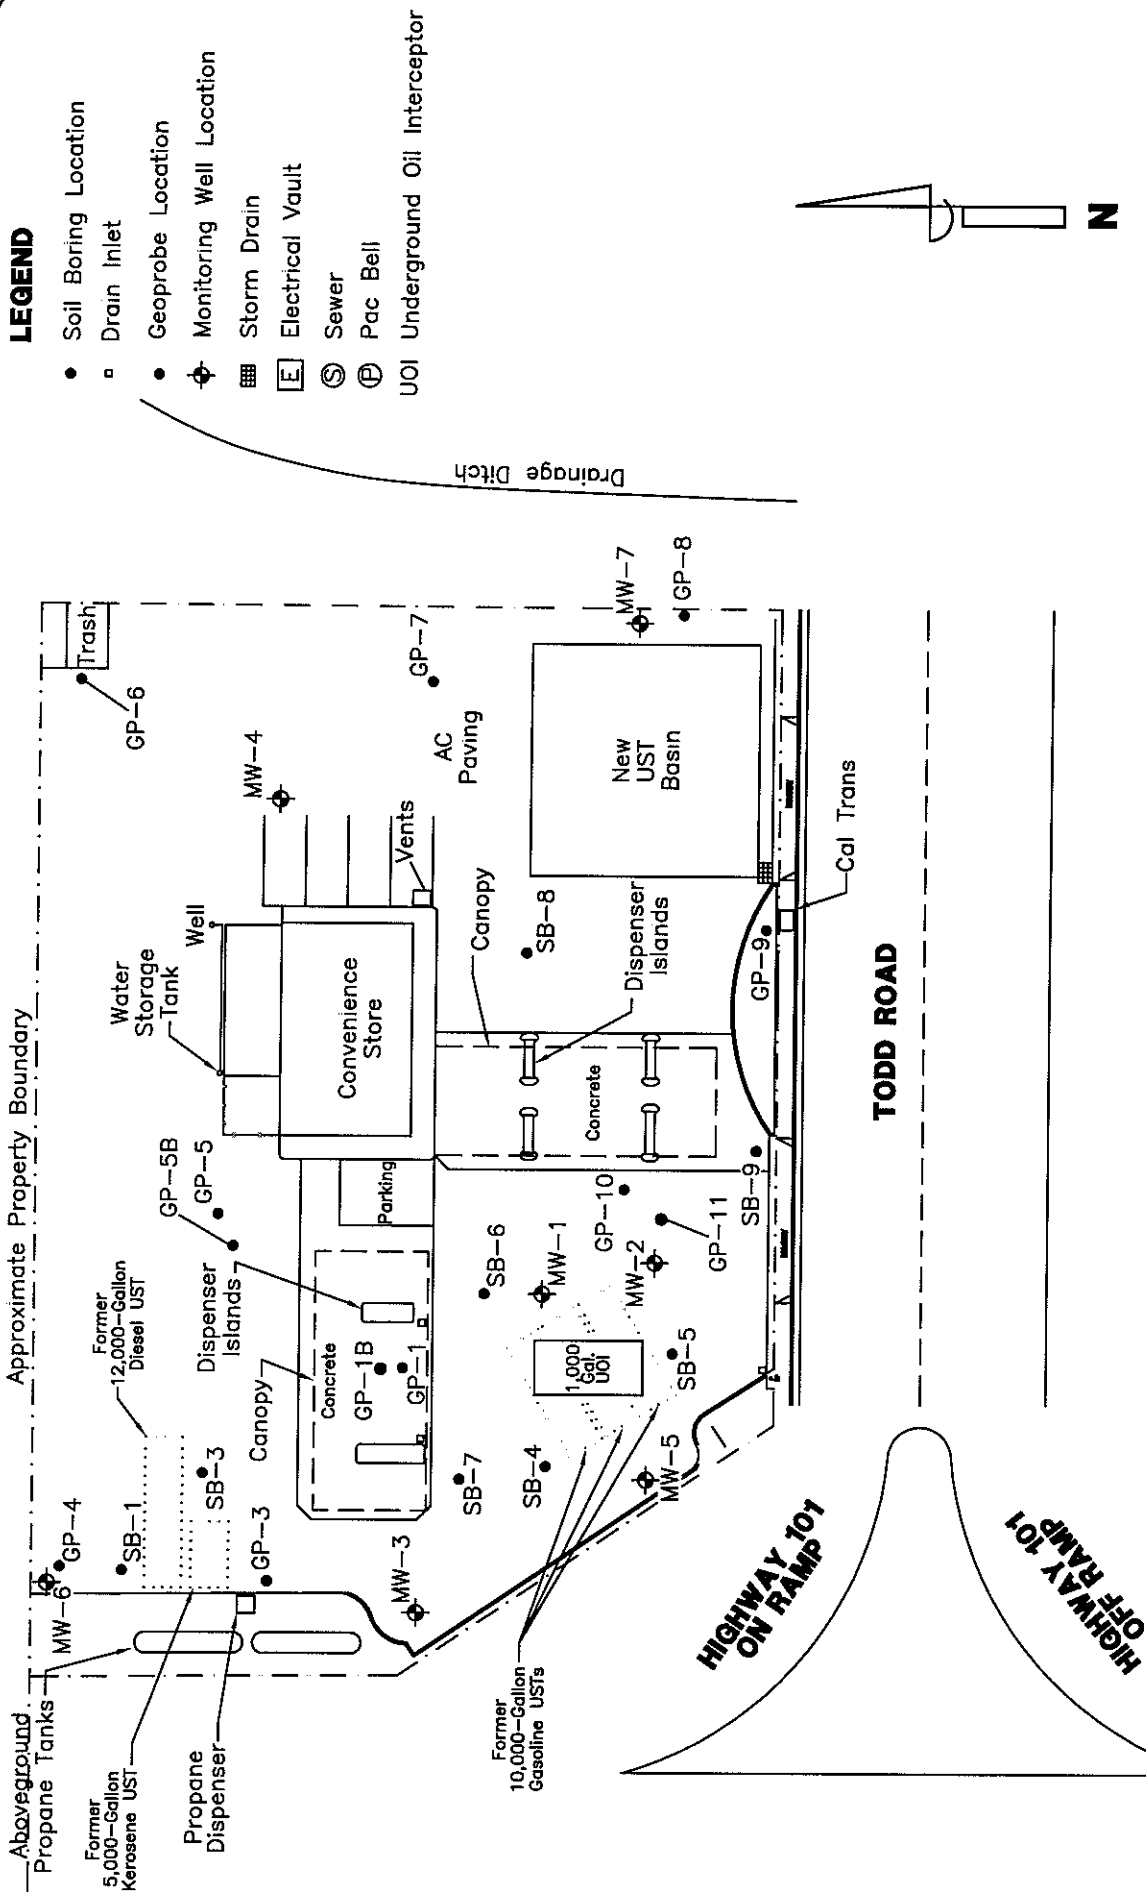 LEGEND
Soil Boring Location
Drain Inlet
Geoprobe Location
Monitoring Well Location
Storm Drain
E Electrical Vault
S Sewer
P Pac Bell
UOI Underground Oil Interceptor
N
Drainage Ditch
Approximate Property Boundary
Aboveground
Propane Tanks
Former
5,000-Gallon
Kerosene UST
Propane
Dispenser
MW-6
GP-4
SB-1
Former
12,000-Gallon
Diesel UST
SB-3
GP-3
MW-3
Canopy
Dispenser
Islands
GP-5B
GP-5
Concrete
GP-1B
GP-1
Parking
Water
Storage
Tank
Well
Convenience
Store
Vents
MW-4
GP-6
Trash
GP-7
AC
Paving
MW-7
GP-8
New
UST
Basin
Canopy
SB-8
Dispenser
Islands
Concrete
GP-9
Cal Trans
SB-6
SB-7
SB-4
MW-1
MW-2
GP-10
GP-11
SB-9
1,000
Gal.
UOI
SB-5
MW-5
Former
10,000-Gallon
Gasoline USTs
HIGHWAY 101
ON RAMP
HIGHWAY 101
OFF RAMP
TODD ROAD